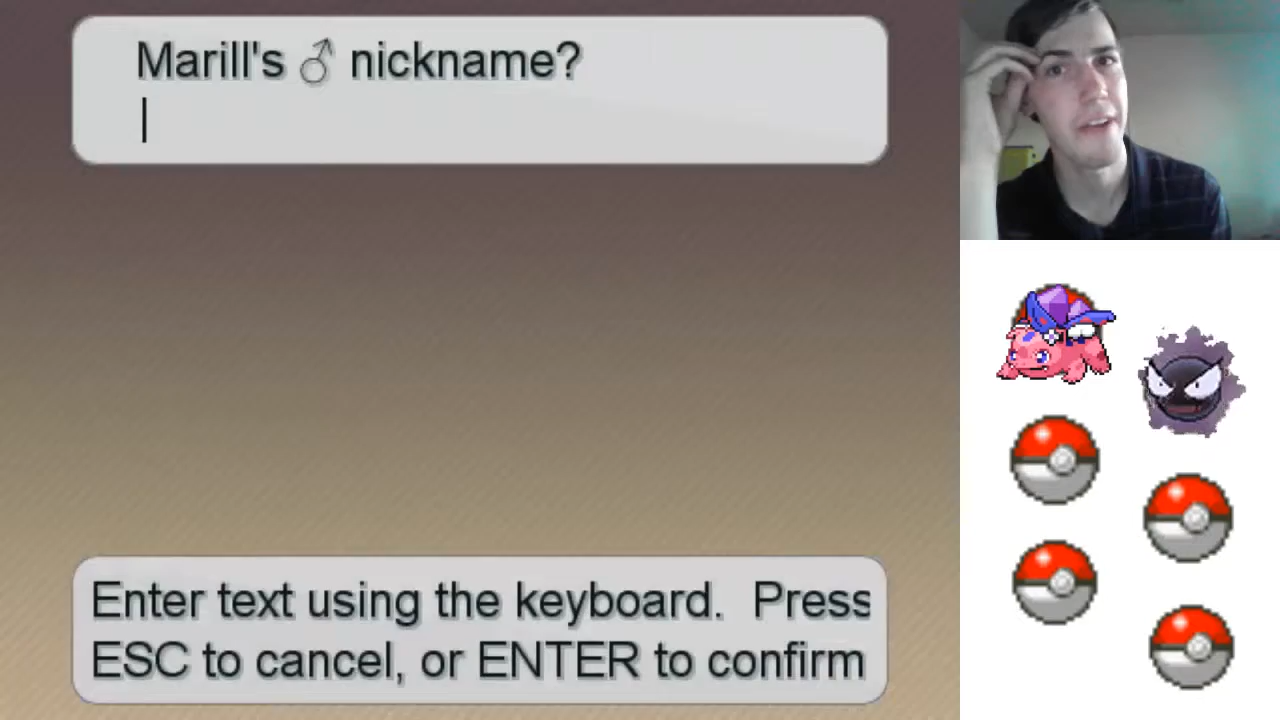 Marill's ♂ nickname?
Enter text using the keyboard. Press
ESC to cancel, or ENTER to confirm